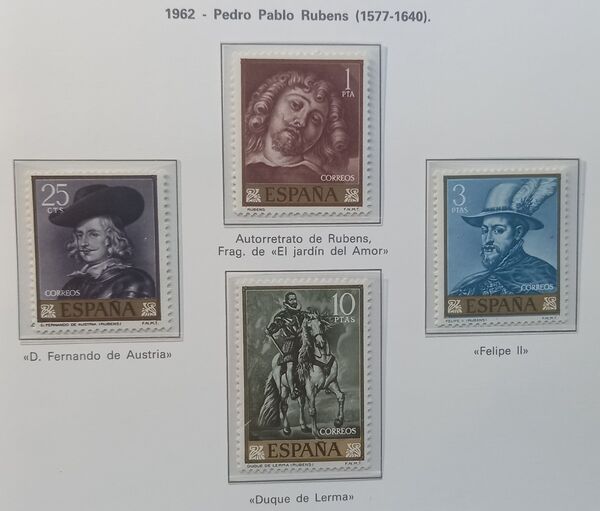 1962 - Pedro Pablo Rubens (1577-1640).
1
PTA
CORREOS
ESPAÑA
RUBENS
F.N.M.T.
Autorretrato de Rubens,
Frag. de «El jardín del Amor»
25
CTS
CORREOS
ESPAÑA
D. FERNANDO DE AUSTRIA (RUBENS)
F.N.M.T.
«D. Fernando de Austria»
3
PTAS
CORREOS
ESPAÑA
FELIPE II (RUBENS)
F.N.M.T.
«Felipe II»
10
PTAS
CORREOS
ESPAÑA
DUQUE DE LERMA (RUBENS)
F.N.M.T.
«Duque de Lerma»